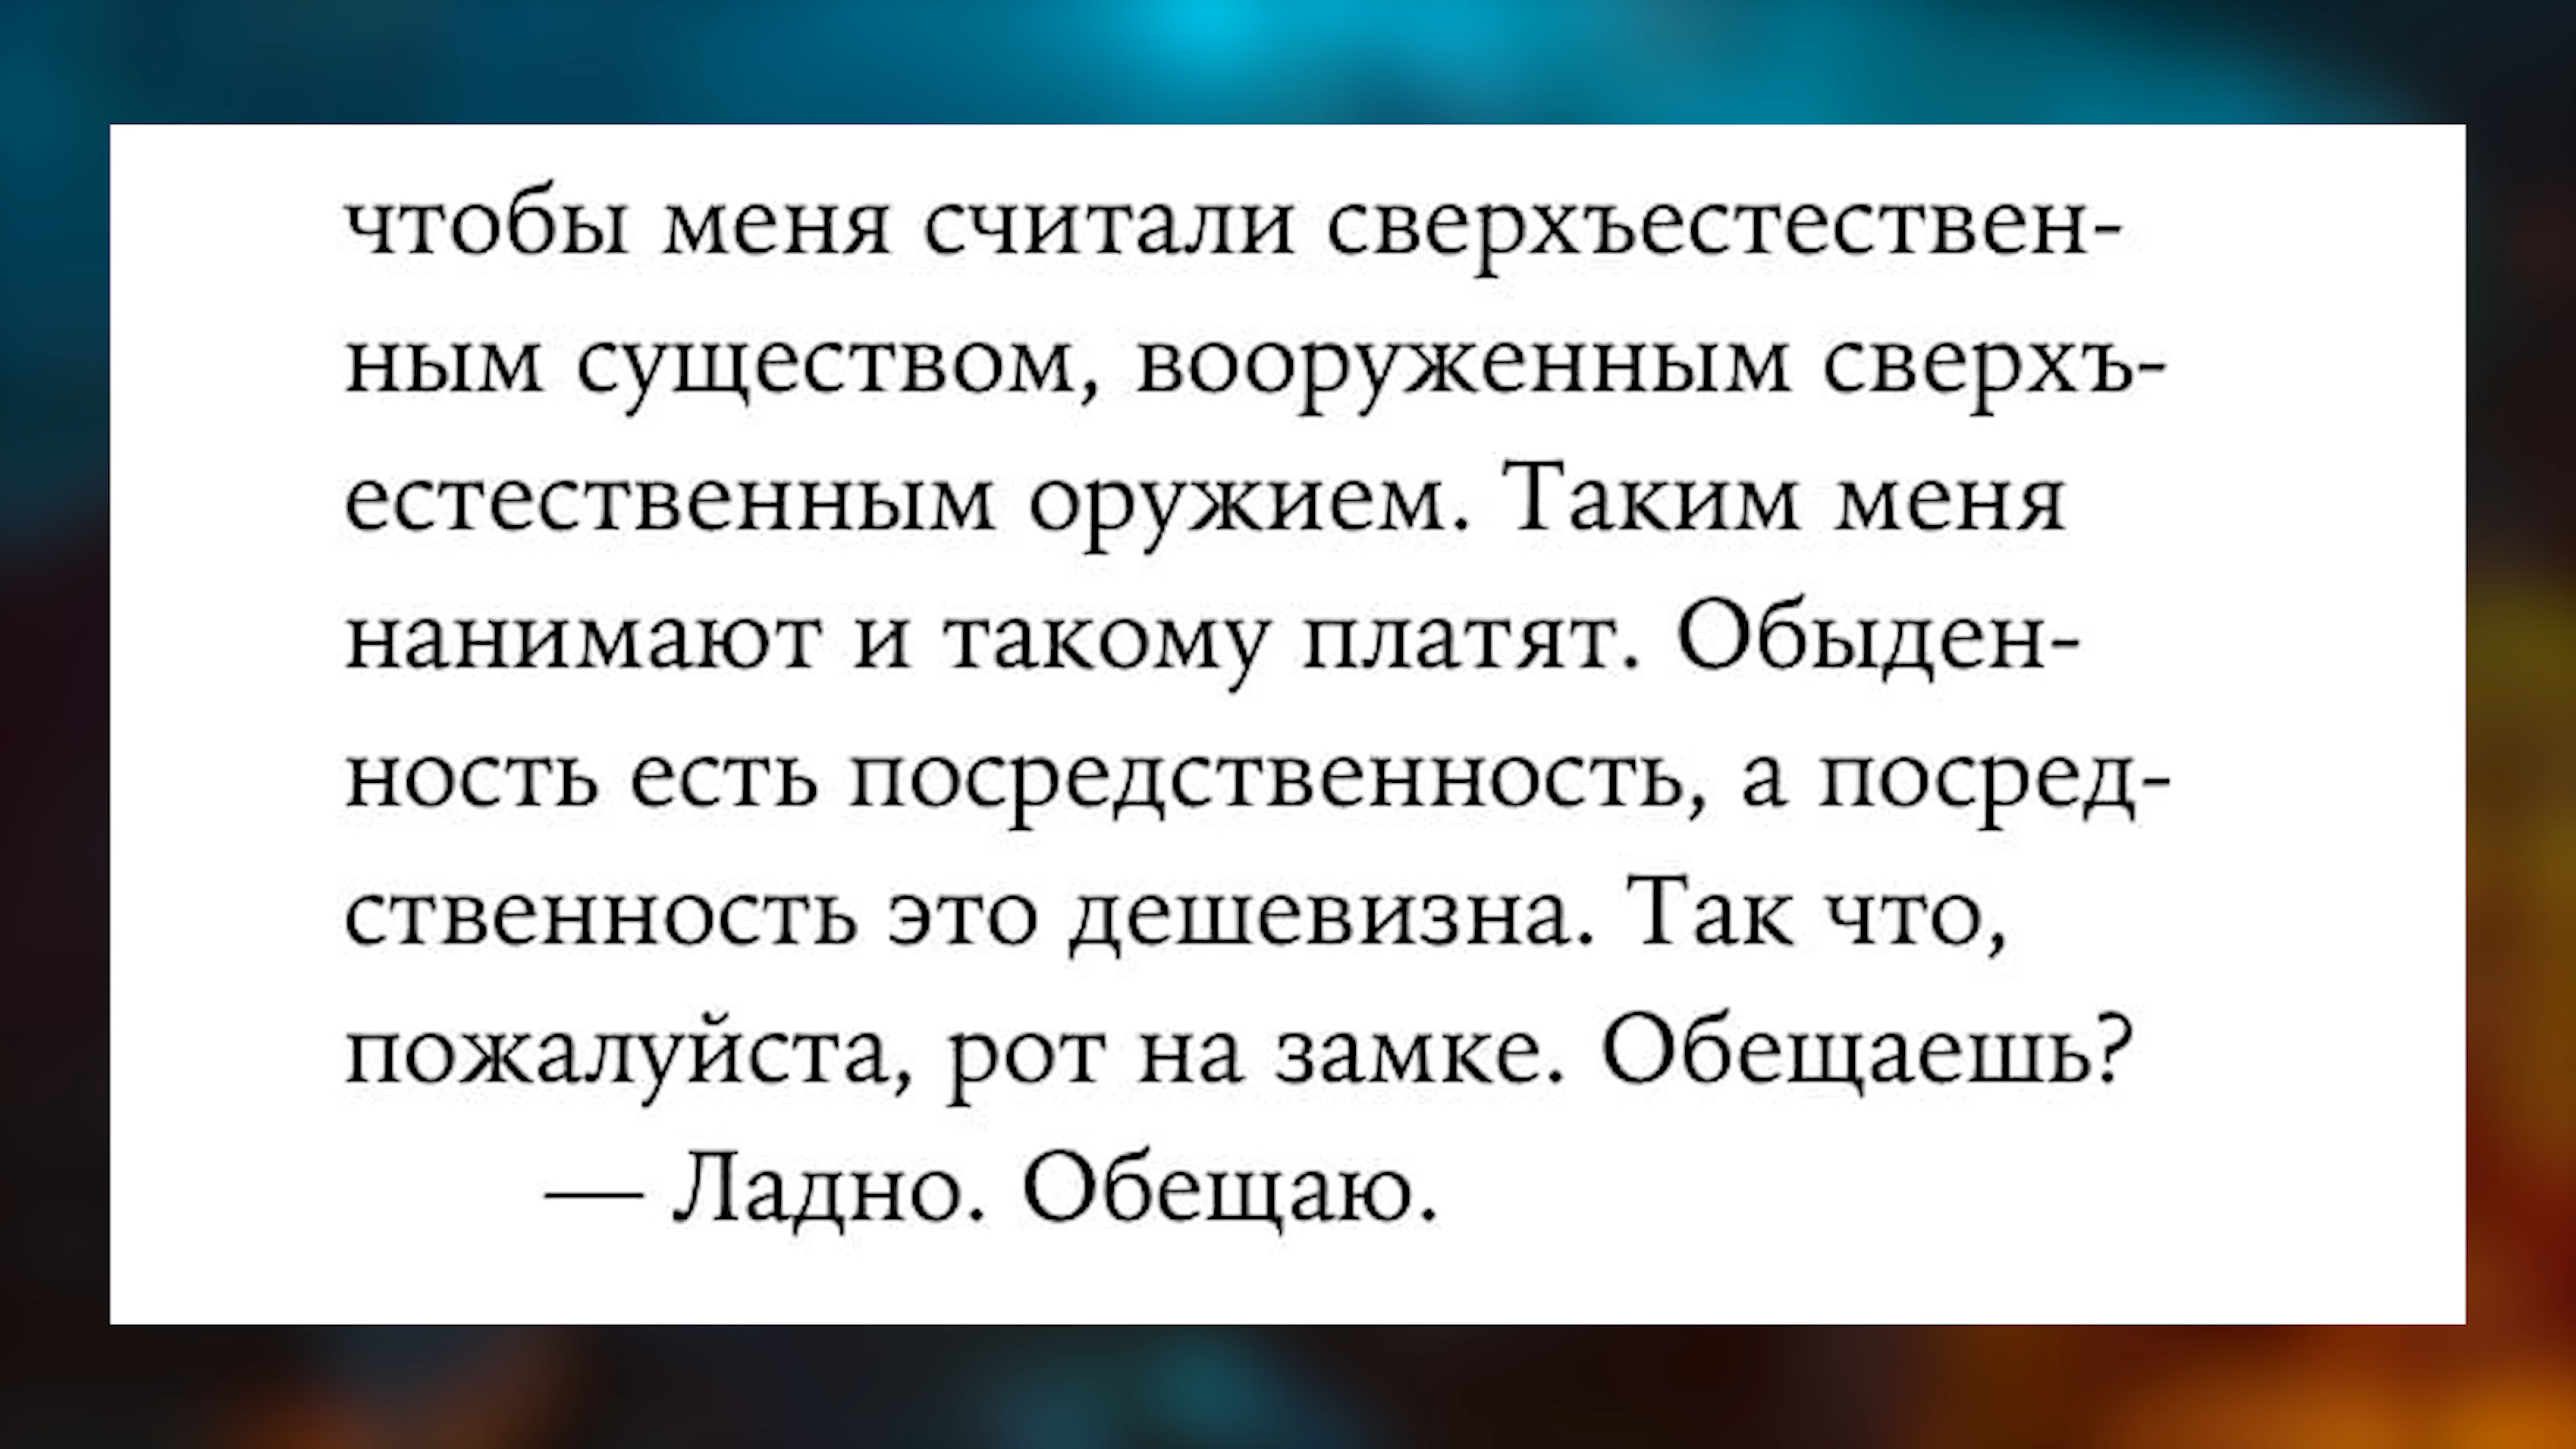 чтобы меня считали сверхъестествен-
ным существом, вооруженным сверхъ-
естественным оружием. Таким меня
нанимают и такому платят. Обыден-
ность есть посредственность, а посред-
ственность это дешевизна. Так что,
пожалуйста, рот на замке. Обещаешь?
— Ладно. Обещаю.